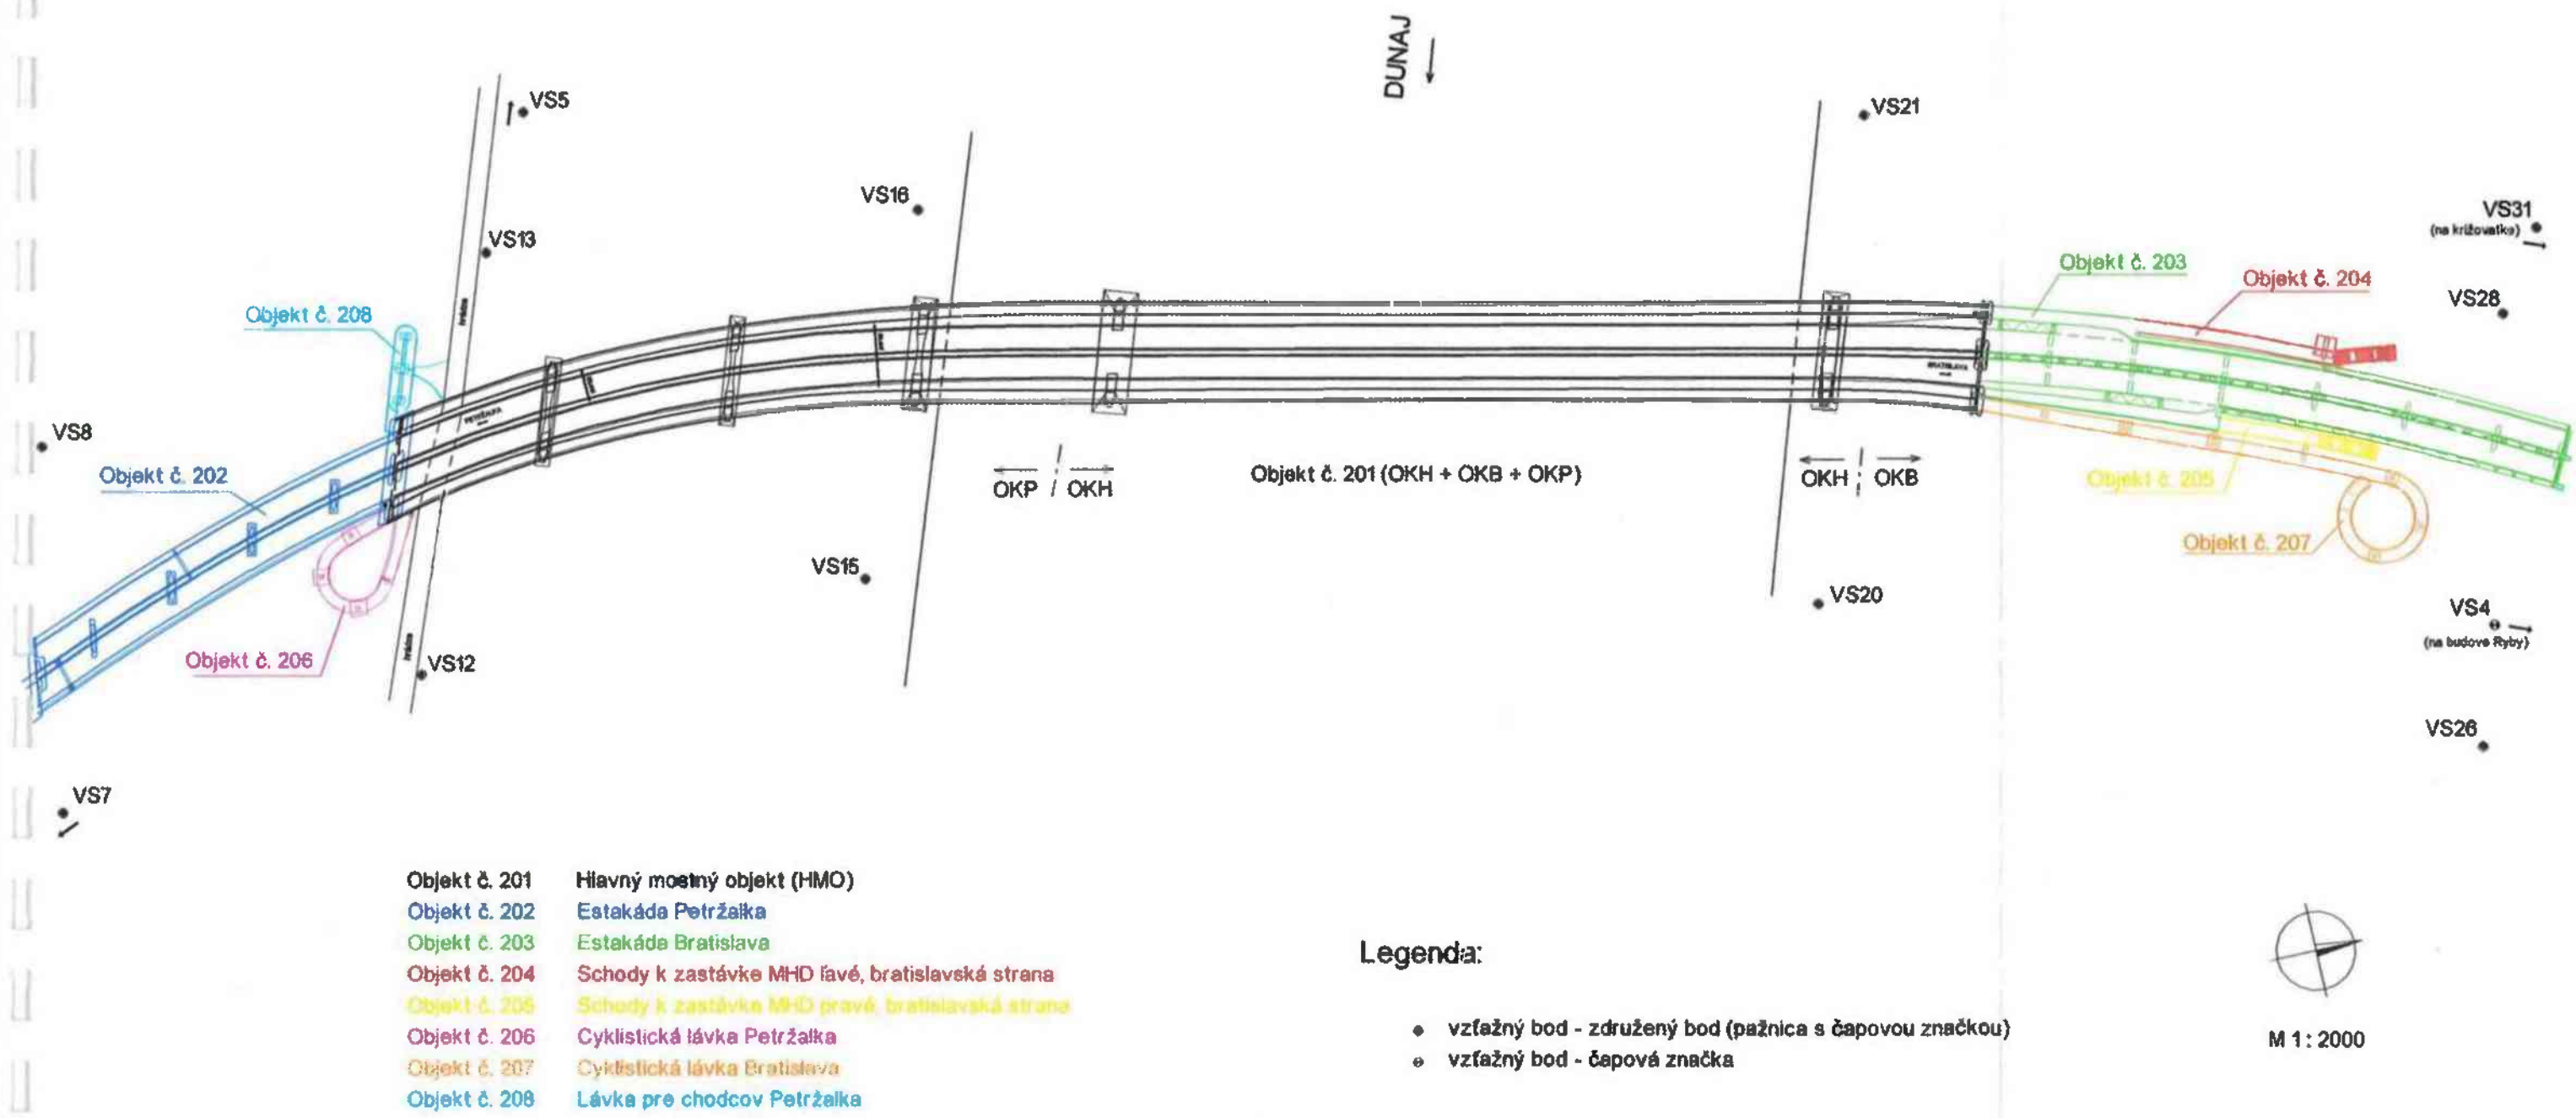 DUNAJ
VS5
VS21
VS16
VS13
VS31
(na križovatke)
Objekt č. 203
Objekt č. 204
VS28
Objekt č. 208
hrádza
PETRŽALKA
BRATISLAVA
VS8
Objekt č. 202
OKP
OKH
Objekt č. 201 (OKH + OKB + OKP)
OKH
OKB
Objekt č. 205
Objekt č. 207
VS15
VS20
VS4
(na budove Ryby)
Objekt č. 206
hrádza
VS12
VS26
VS7
Objekt č. 201 Hlavný mostný objekt (HMO)
Objekt č. 202 Estakáda Petržalka
Objekt č. 203 Estakáda Bratislava
Objekt č. 204 Schody k zastávke MHD ľavé, bratislavská strana
Objekt č. 205 Schody k zastávke MHD pravé, bratislavská strana
Objekt č. 206 Cyklistická lávka Petržalka
Objekt č. 207 Cyklistická lávka Bratislava
Objekt č. 208 Lávka pre chodcov Petržalka
Legenda:
vzťažný bod - združený bod (pažnica s čapovou značkou)
vzťažný bod - čapová značka
M 1 : 2000